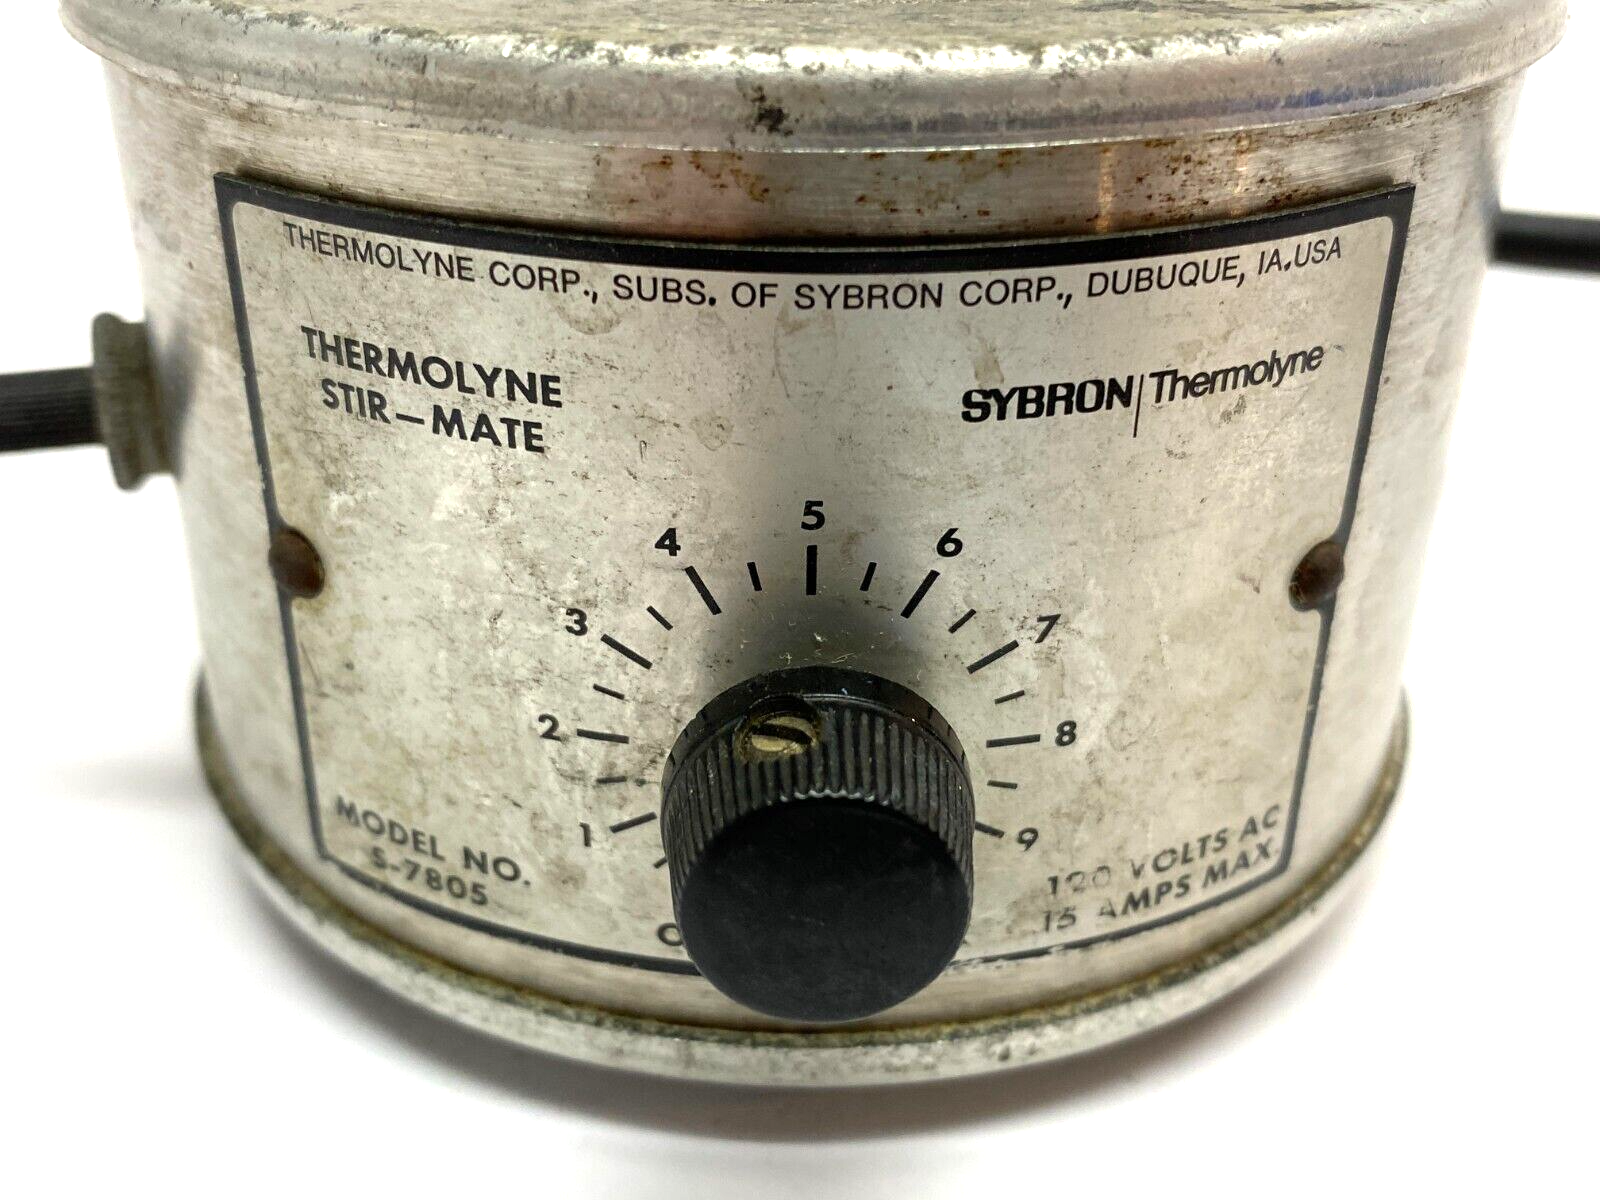 THERMOLYNE CORP., SUBS. OF SYBRON CORP., DUBUQUE, IA.USA
THERMOLYNE
STIR-MATE
SYBRON | Thermolyne
5
4
6
3
7
2
8
1
9
MODEL NO.
S-7805
120 VOLTS AC
15 AMPS MAX.